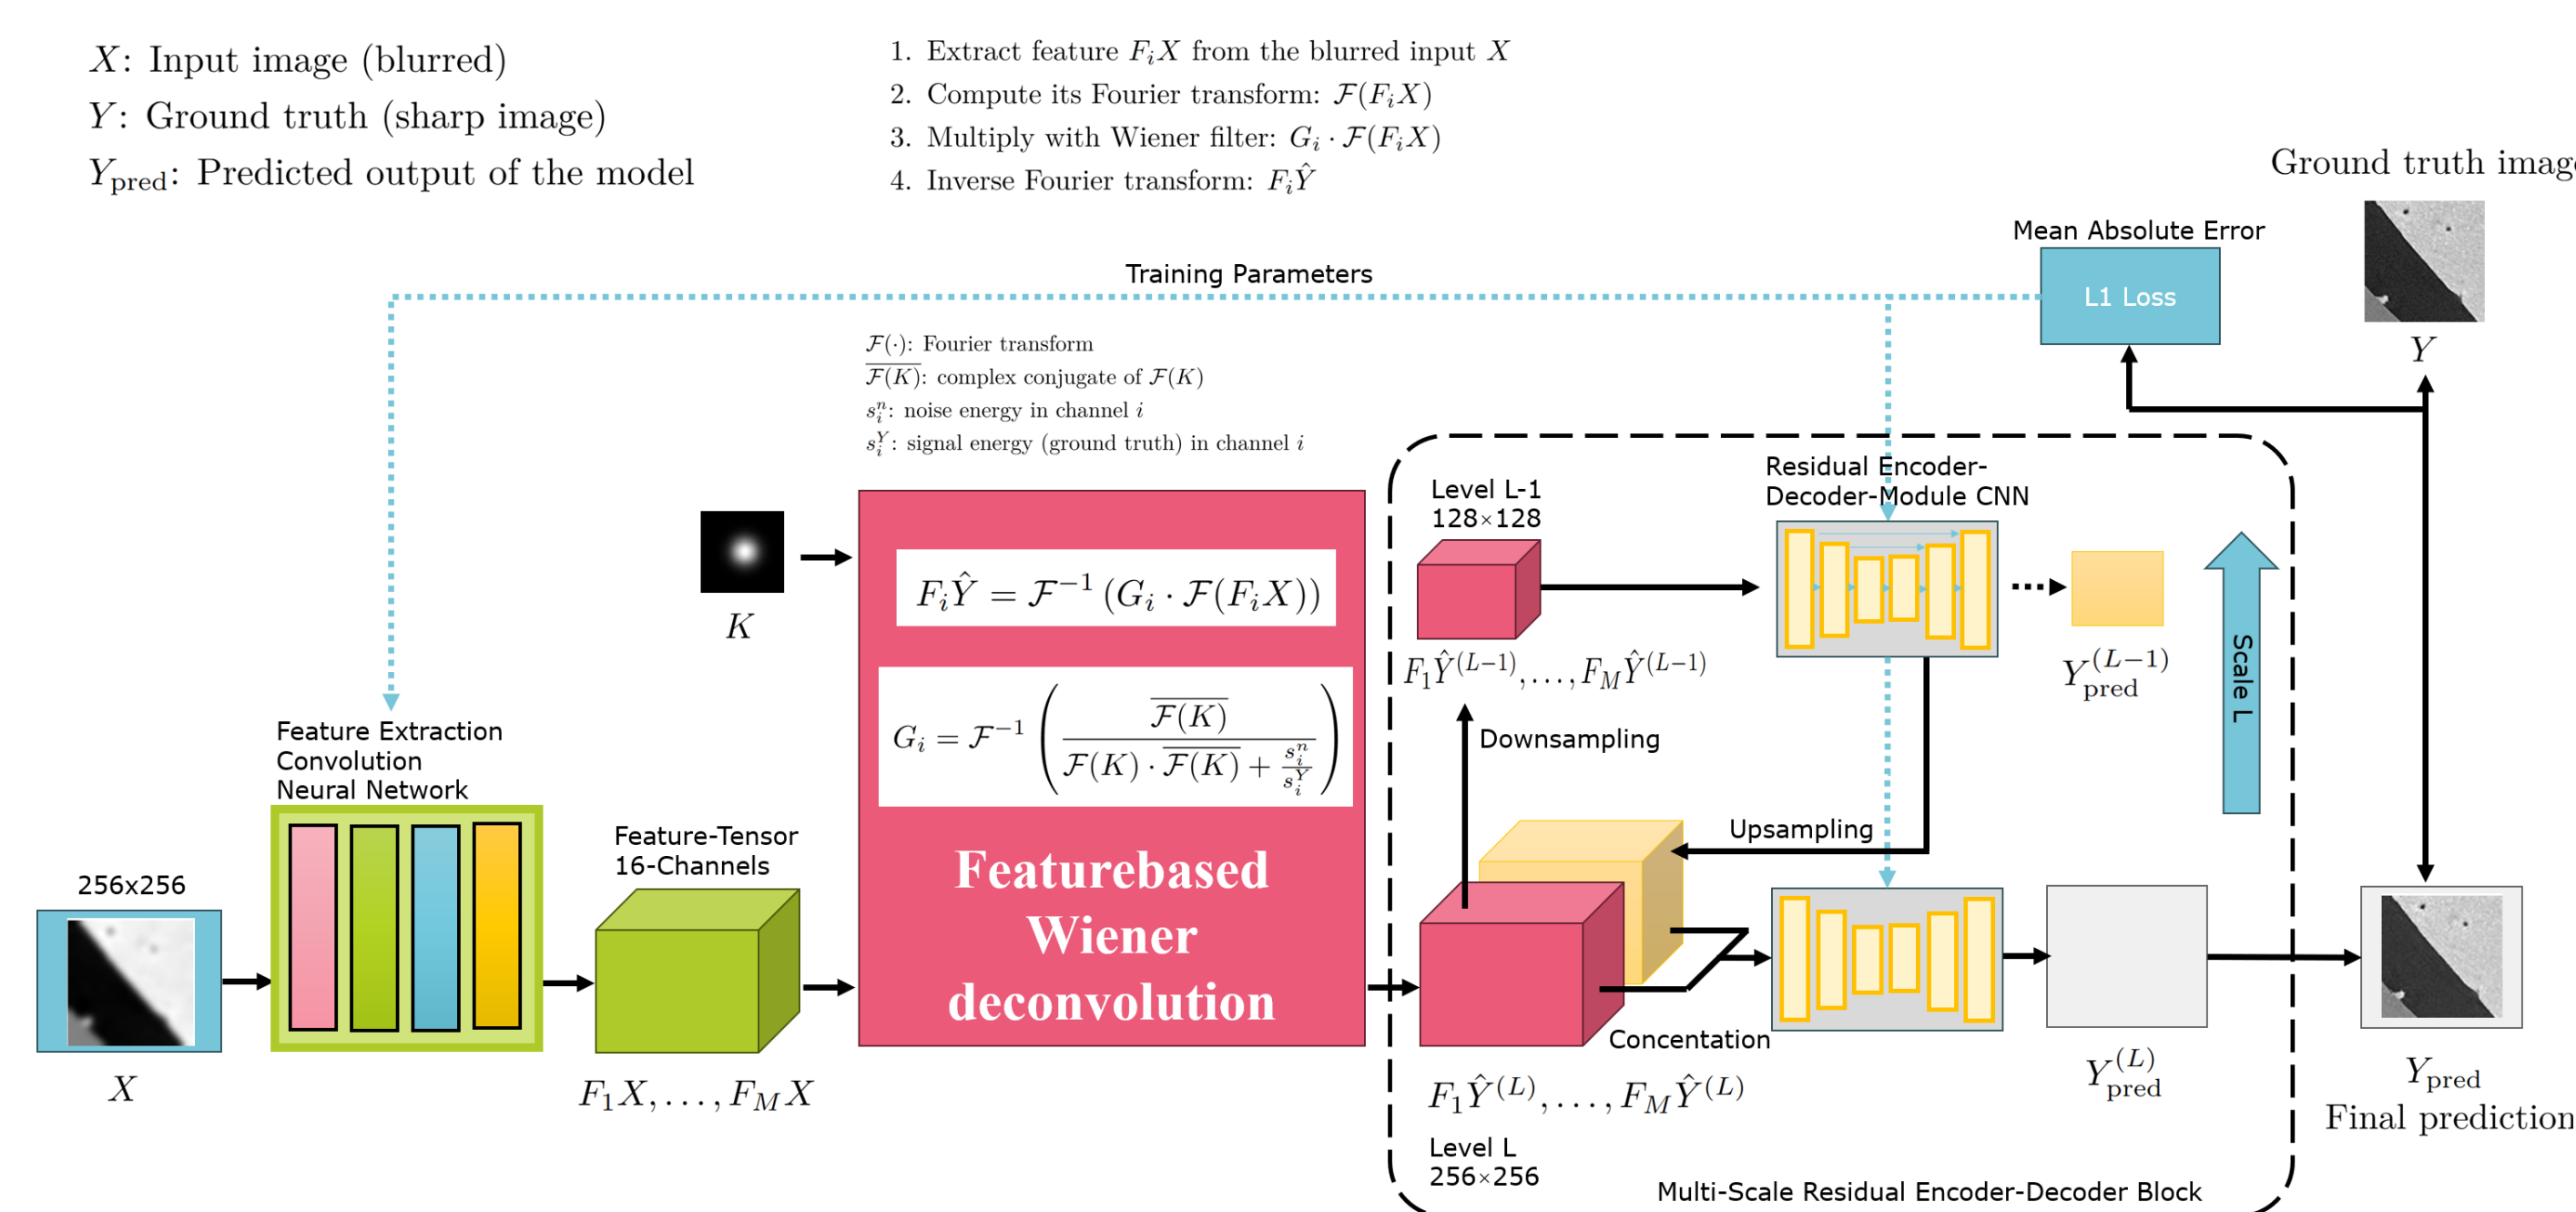 X: Input image (blurred)
Y: Ground truth (sharp image)
Y_pred: Predicted output of the model
1. Extract feature F_iX from the blurred input X
2. Compute its Fourier transform: ℱ(F_iX)
3. Multiply with Wiener filter: G_i · ℱ(F_iX)
4. Inverse Fourier transform: F_iŶ
Ground truth image
Mean Absolute Error
L1 Loss
Y
Training Parameters
ℱ(·): Fourier transform
\overline{ℱ(K)}: complex conjugate of ℱ(K)
s_i^n: noise energy in channel i
s_i^Y: signal energy (ground truth) in channel i
K
F_iŶ = ℱ^{-1} (G_i · ℱ(F_iX))
G_i = ℱ^{-1} ( \frac{\overline{ℱ(K)}}{ℱ(K) · \overline{ℱ(K)} + \frac{s_i^n}{s_i^Y}} )
Featurebased
Wiener
deconvolution
Level L-1
128×128
F_1Ŷ^{(L−1)}, . . . , F_MŶ^{(L−1)}
Residual Encoder-
Decoder-Module CNN
Y_pred^{(L−1)}
Scale L
Downsampling
Upsampling
Feature Extraction
Convolution
Neural Network
Feature-Tensor
16-Channels
256x256
X
F_1X, . . . , F_MX
Concentation
F_1Ŷ^{(L)}, . . . , F_MŶ^{(L)}
Level L
256×256
Y_pred^{(L)}
Y_pred
Final prediction
Multi-Scale Residual Encoder-Decoder Block